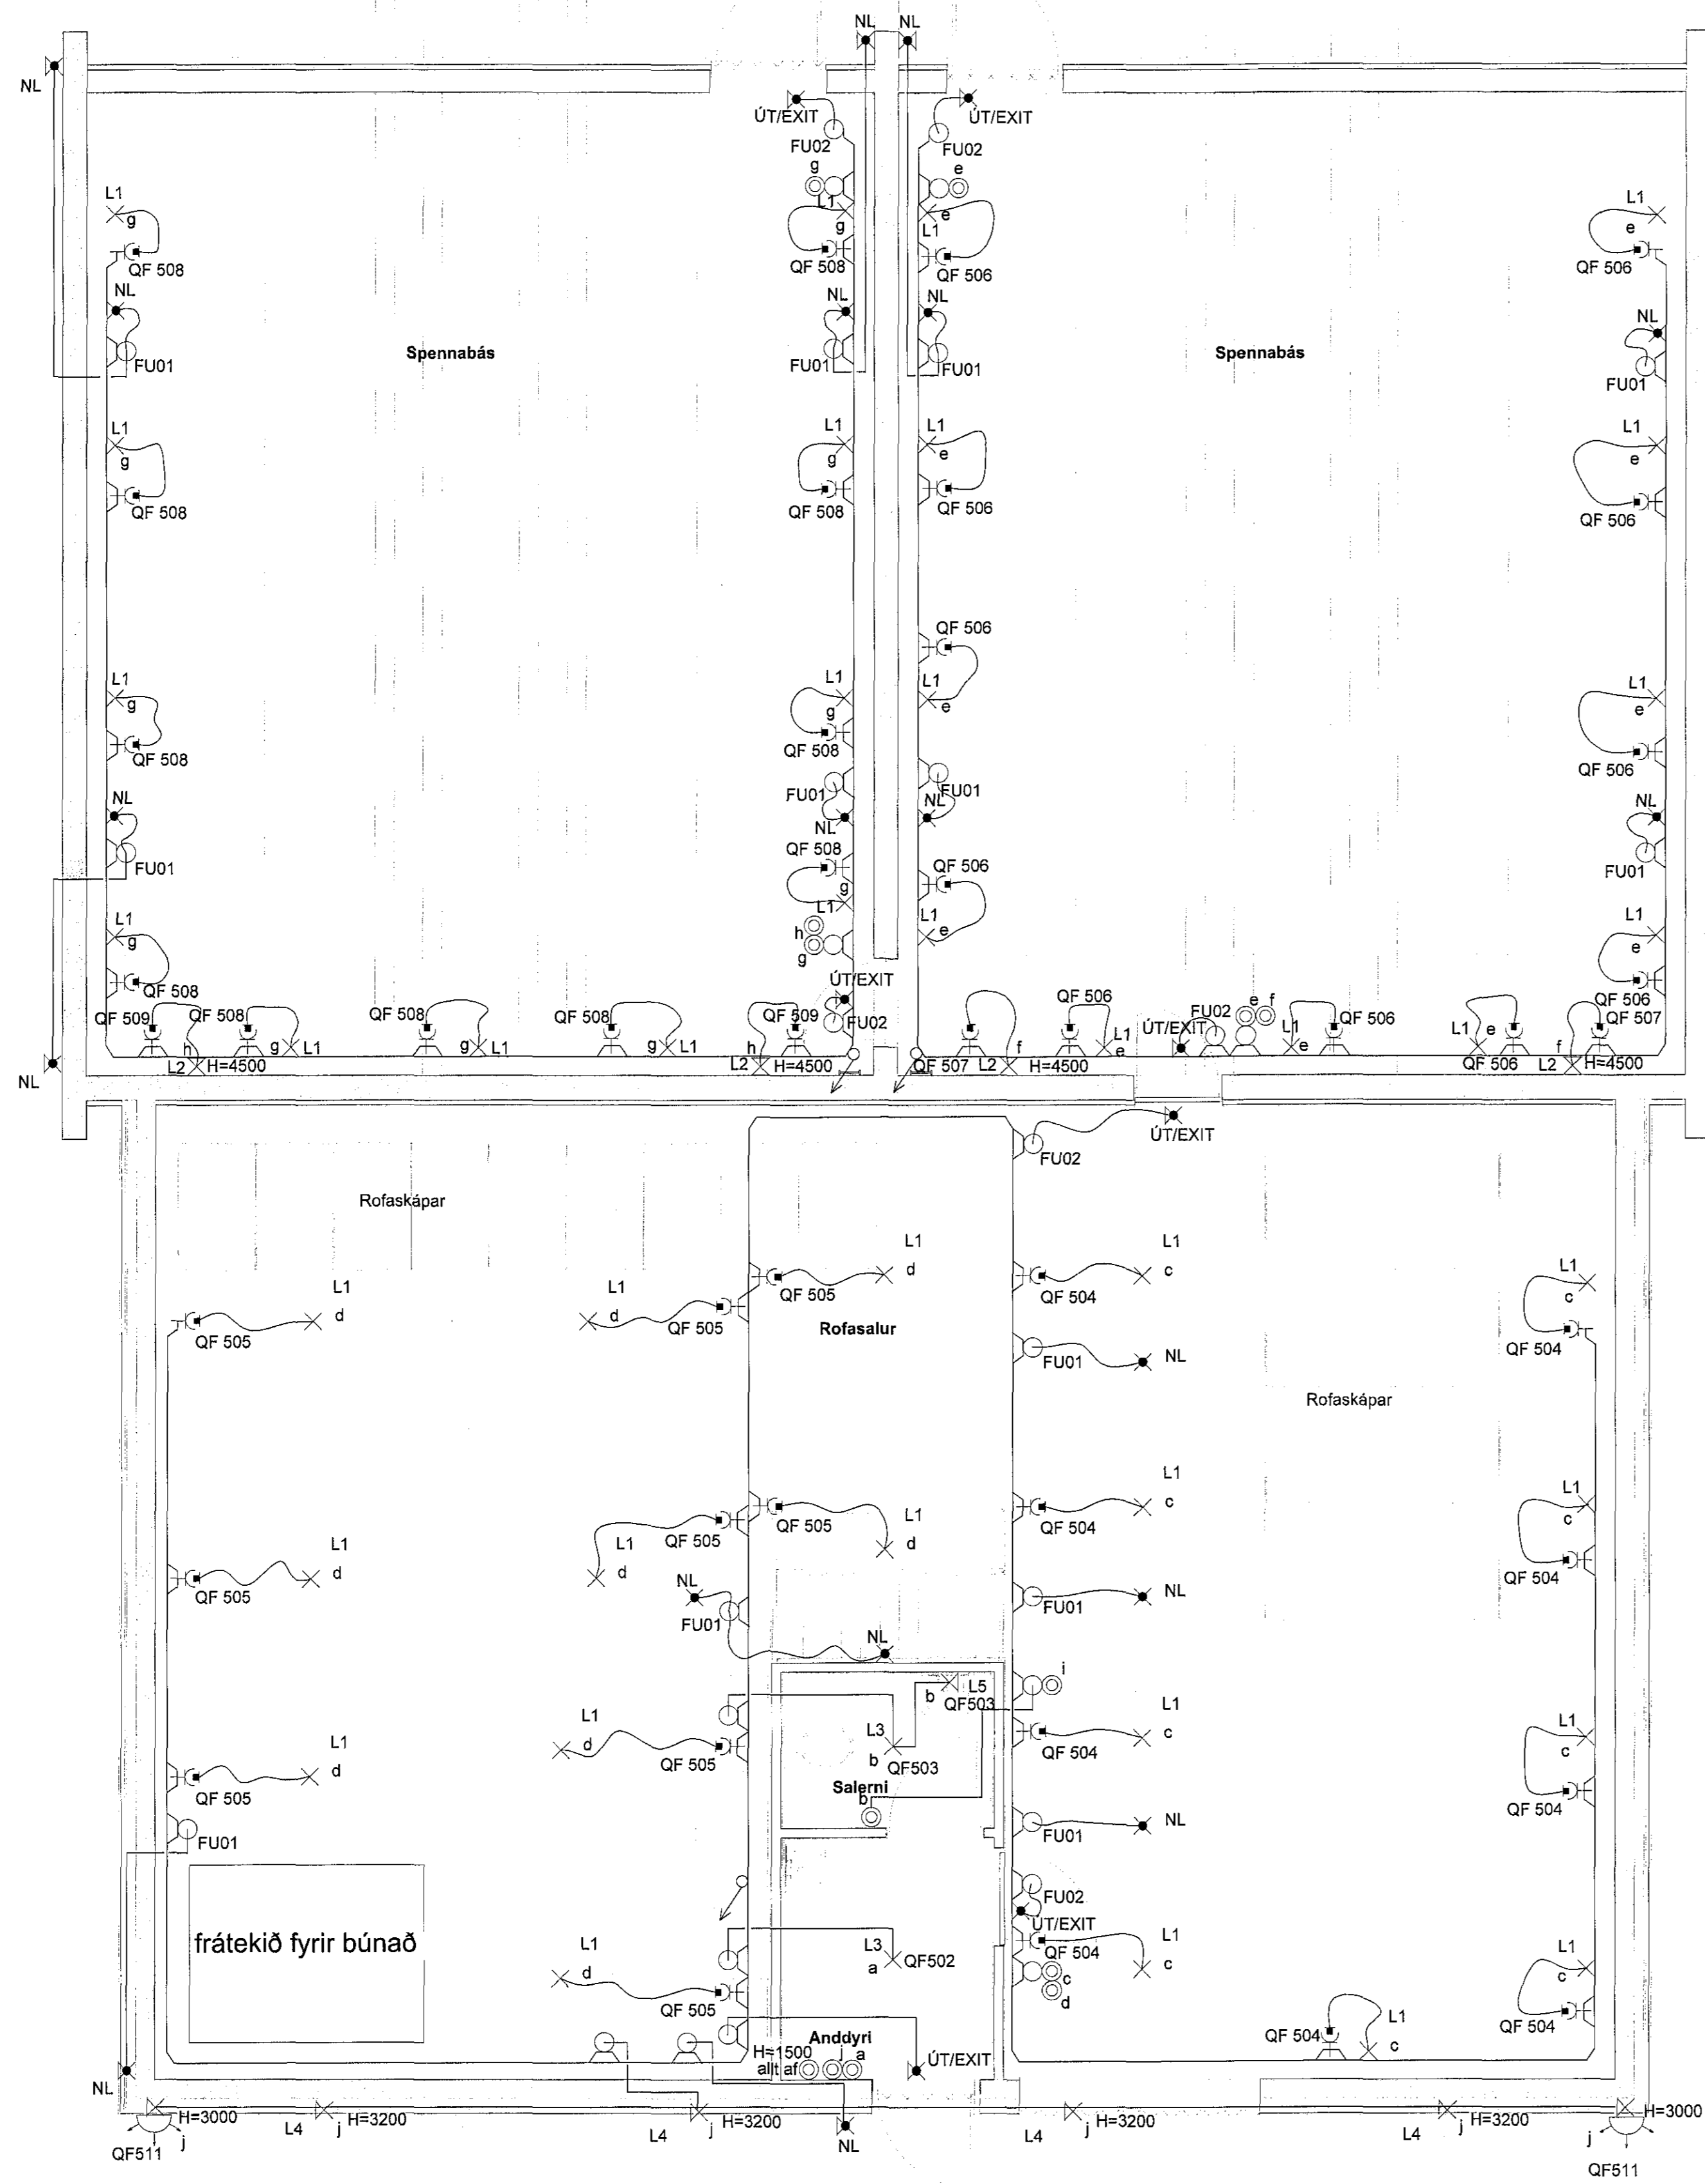 NL NL
NL
ÚT/EXIT ÚT/EXIT
FU02 FU02
g e
L1 L1 L1
g g e e
L1
QF 508 QF 508 QF 506 QF 506
NL NL NL NL
FU01 Spennabás FU01 FU01 Spennabás FU01
L1 L1 L1 L1
g g e e
QF 508 QF 508 QF 506 QF 506
QF 506
L1 L1 L1 L1
g g e e
QF 508 QF 508 QF 506
NL FU01 NL FU01 NL
NL
FU01 QF 508 QF 506 FU01
g
L1 L1 L1 L1
g h e e
g
QF 508 ÚT/EXIT QF 506
QF 509 QF 508 QF 508 QF 508 QF 509 FU02 QF 506 FU02 e f QF 506 QF 507
h g L1 g L1 g L1 h f L1 e ÚT/EXIT L1 e L1 e f
L2 H=4500 L2 H=4500 QF 507 L2 H=4500 QF 506 L2 H=4500
NL
ÚT/EXIT
FU02
Rofaskápar
L1 L1 L1
d c c
L1 L1 QF 505 QF 504
d d
QF 505 QF 505 Rofasalur QF 504
FU01 NL
Rofaskápar
L1 L1
c c
QF 505 QF 505 QF 504
L1 L1 L1
d d d
QF 505 QF 504
NL NL
FU01 FU01
NL
i
b L5
QF503
L1 L3 L1 L1
d b c c
QF 505 QF503 QF 504
L1
d
QF 505 Salerni QF 504
b
FU01 FU01 NL
FU02
ÚT/EXIT
frátekið fyrir búnað L1 L3 QF 504 L1 L1
d a QF502 c c c
d
QF 505 QF 504 L1 QF 504
c
Anddyri
H=1500 j a
allt af ÚT/EXIT
NL
H=3000 H=3200 H=3200 H=3200 H=3200 H=3000
j L4 j L4 j NL L4 j L4 j j
QF511 QF511